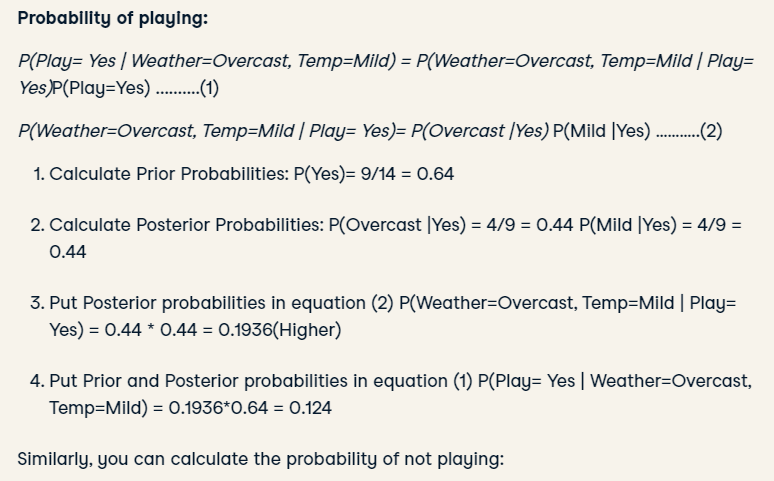 Probability of playing:
P(Play= Yes | Weather=Overcast, Temp=Mild) = P(Weather=Overcast, Temp=Mild | Play=
Yes)P(Play=Yes) ..........(1)
P(Weather=Overcast, Temp=Mild | Play= Yes)= P(Overcast |Yes) P(Mild |Yes) ...........(2)
1. Calculate Prior Probabilities: P(Yes)= 9/14 = 0.64
2. Calculate Posterior Probabilities: P(Overcast |Yes) = 4/9 = 0.44 P(Mild |Yes) = 4/9 =
0.44
3. Put Posterior probabilities in equation (2) P(Weather=Overcast, Temp=Mild | Play=
Yes) = 0.44 * 0.44 = 0.1936(Higher)
4. Put Prior and Posterior probabilities in equation (1) P(Play= Yes | Weather=Overcast,
Temp=Mild) = 0.1936*0.64 = 0.124
Similarly, you can calculate the probability of not playing: